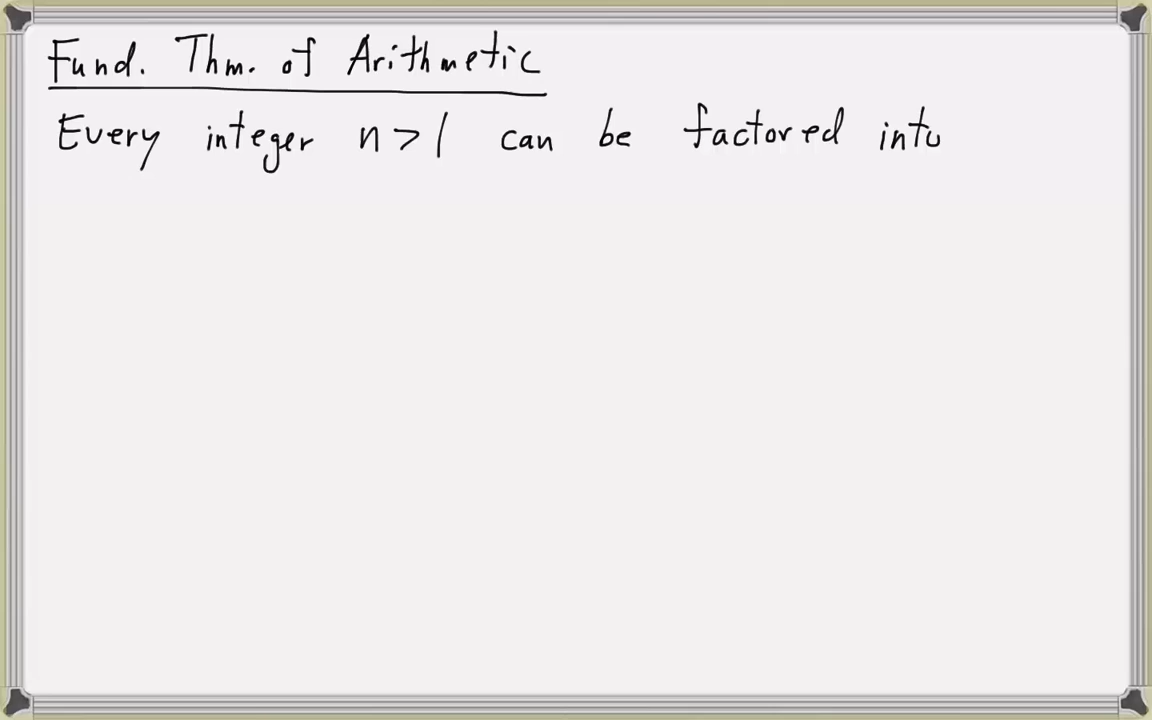 Fund. Thm. of Arithmetic
Every integer n > 1 can be factored into